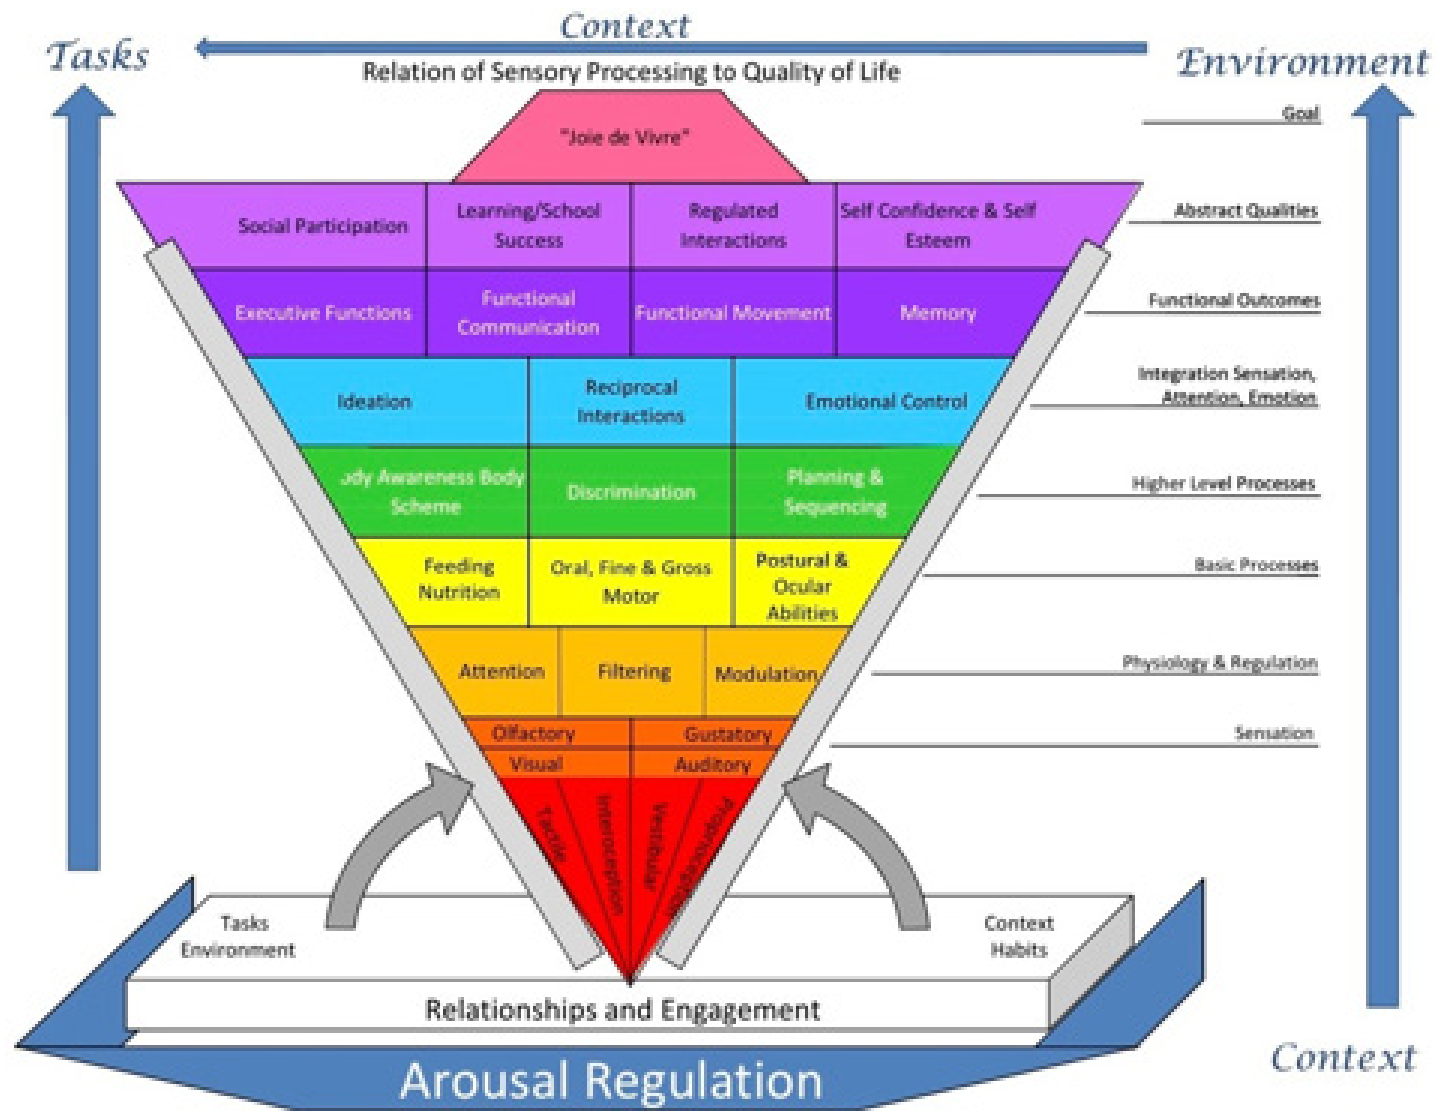 Context
Tasks
Environment
Relation of Sensory Processing to Quality of Life
Goal
"Joie de Vivre"
Abstract Qualities
Social Participation
Learning/School
Success
Regulated
Interactions
Self Confidence & Self
Esteem
Functional Outcomes
Executive Functions
Functional
Communication
Functional Movement
Memory
Integration Sensation,
Attention, Emotion
Ideation
Reciprocal
Interactions
Emotional Control
Higher Level Processes
ody Awareness Body
Scheme
Discrimination
Planning &
Sequencing
Basic Processes
Feeding
Nutrition
Oral, Fine & Gross
Motor
Postural &
Ocular
Abilities
Physiology & Regulation
Attention
Filtering
Modulation
Sensation
Olfactory
Gustatory
Visual
Auditory
Tactile
Interoception
Vestibular
Proprioception
Tasks
Environment
Context
Habits
Relationships and Engagement
Context
Arousal Regulation